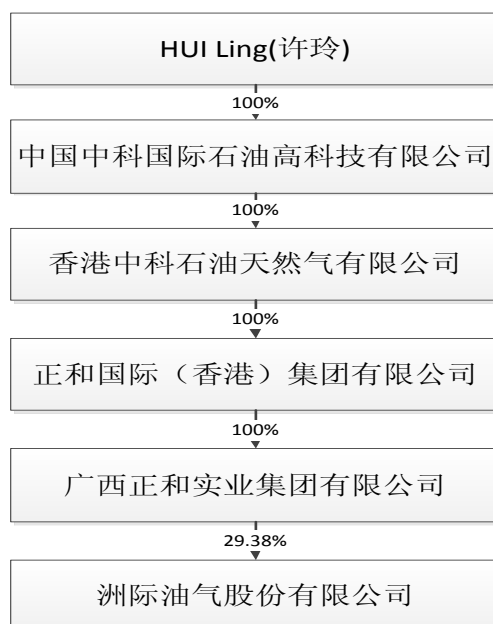 HUI Ling(许玲)
100%
中国中科国际石油高科技有限公司
100%
香港中科石油天然气有限公司
100%
正和国际（香港）集团有限公司
100%
广西正和实业集团有限公司
29.38%
洲际油气股份有限公司